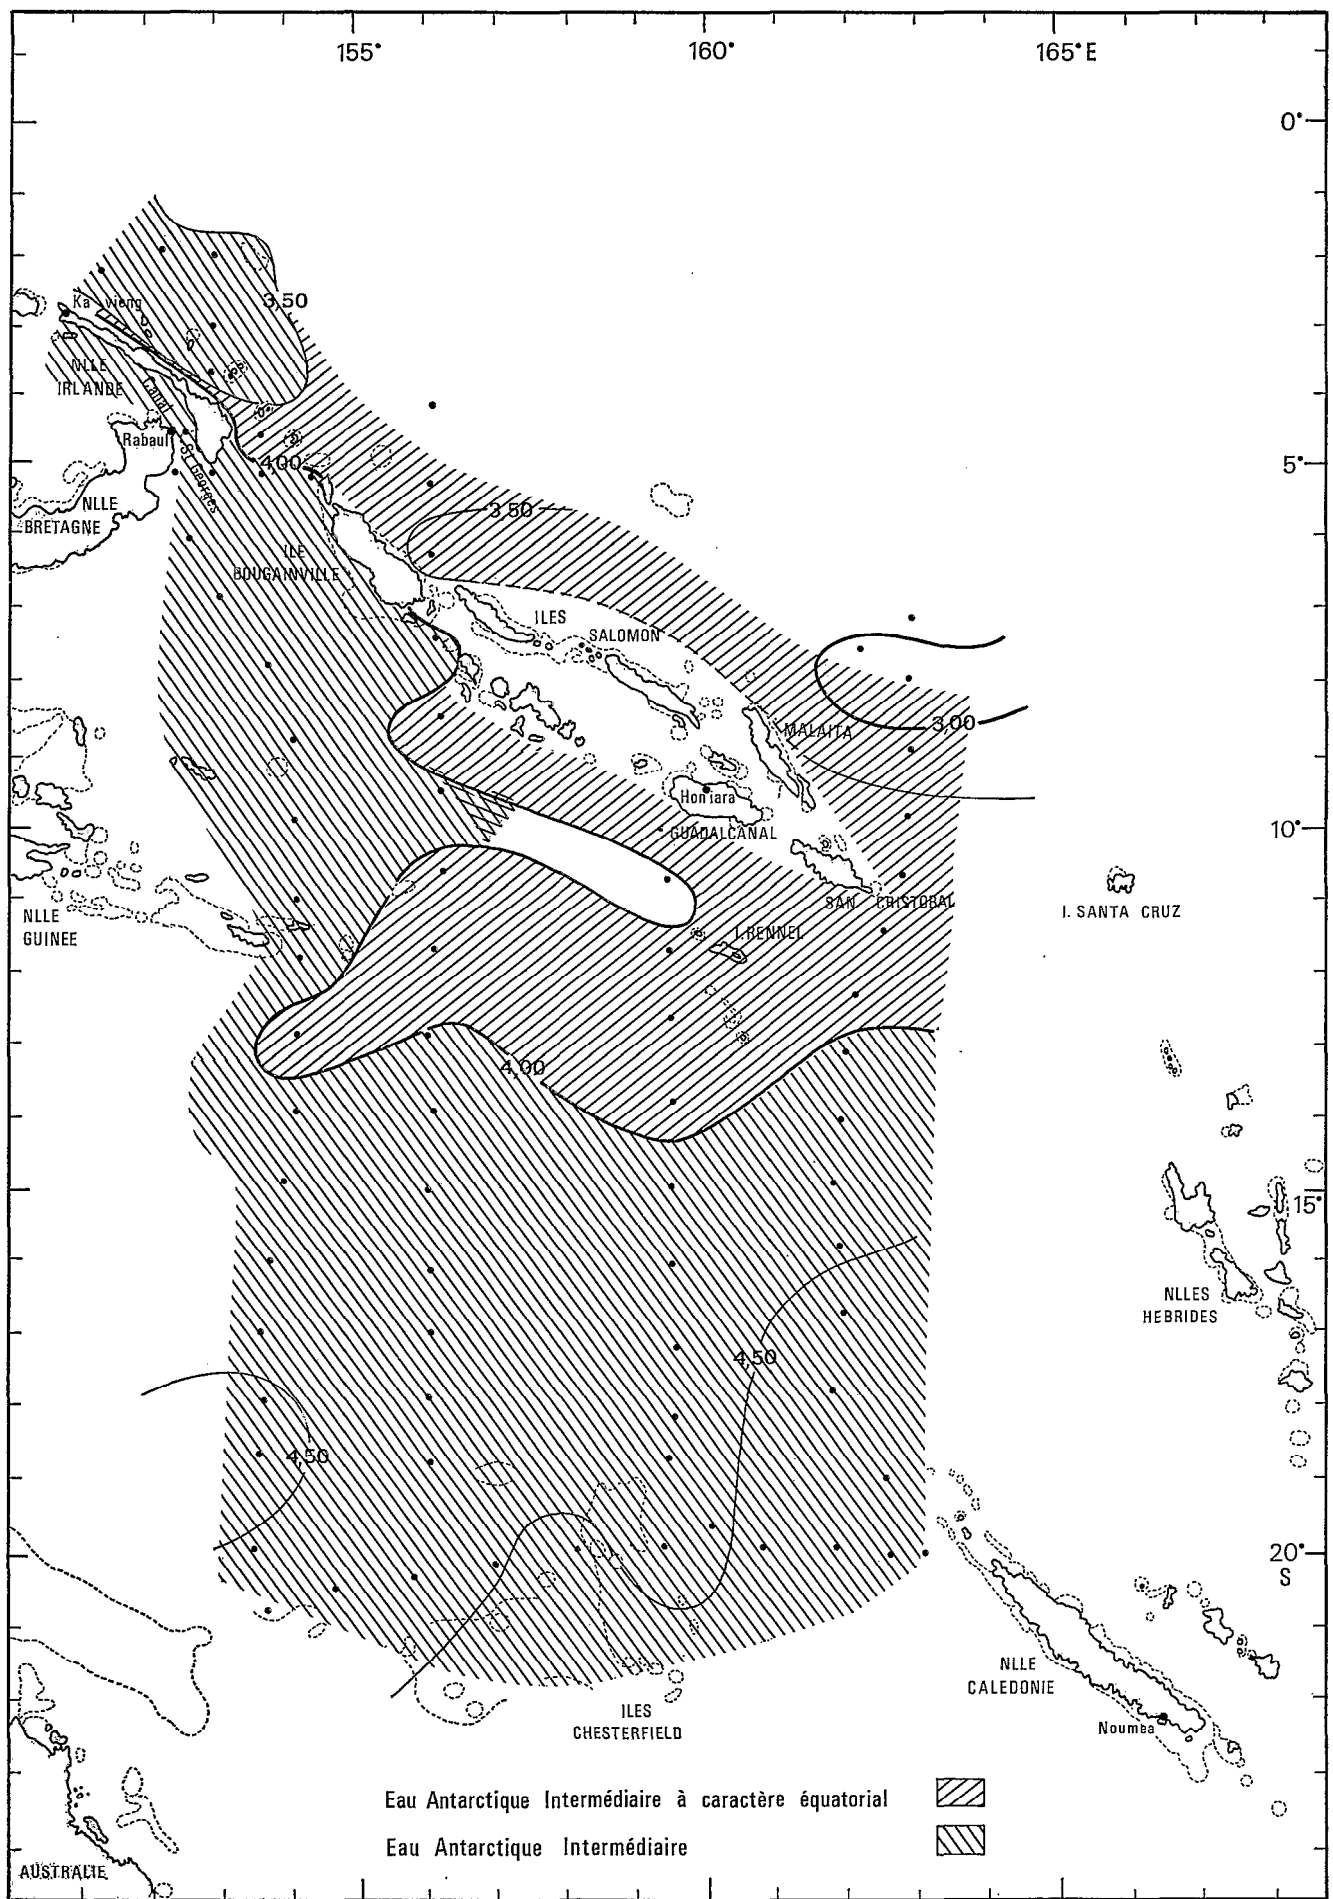 155°
160°
165°E
0°
3,50
Kavieng
NLLE
IRLANDE
Canal
St Georges
Rabaul
4,00
5°
NLLE
BRETAGNE
3,50
ILE
BOUGAINVILLE
ILES
SALOMON
MALAITA
3,00
Honiara
GUADALCANAL
10°
SAN CRISTOBAL
I. SANTA CRUZ
NLLE
GUINEE
I. RENNEL
4,00
15°
NLLES
HEBRIDES
4,50
4,50
20°
S
NLLE
CALEDONIE
Noumea
ILES
CHESTERFIELD
Eau Antarctique Intermédiaire à caractère équatorial
Eau Antarctique Intermédiaire
AUSTRALIE